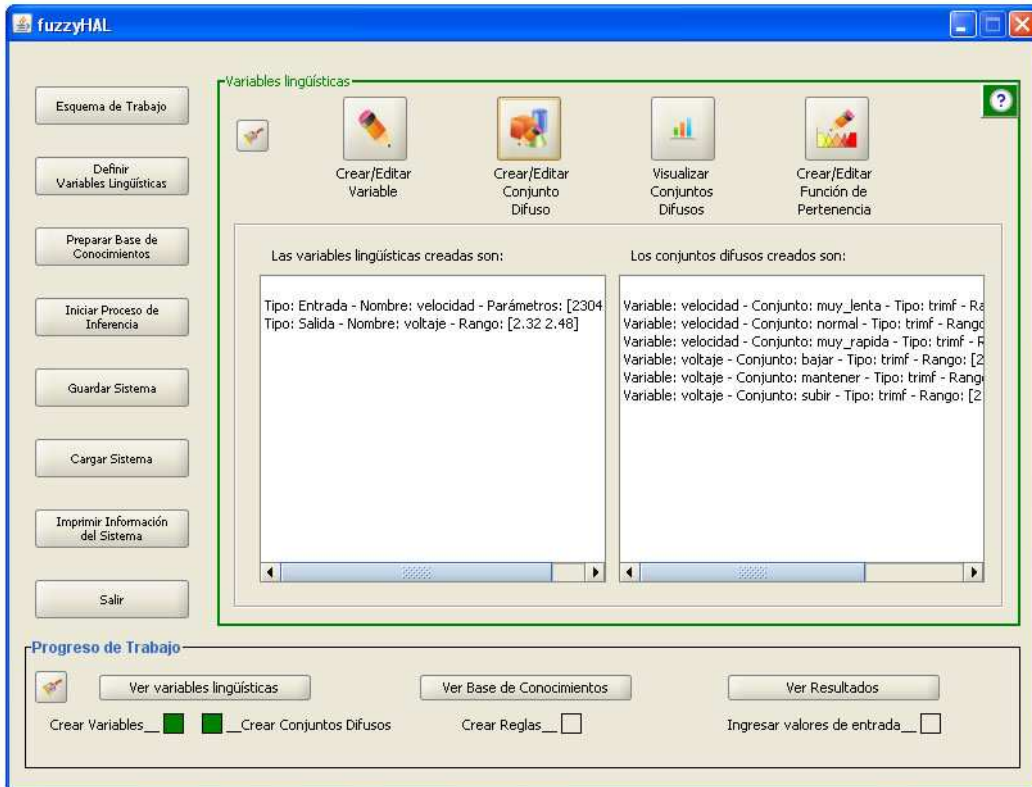 fuzzyHAL
Esquema de Trabajo
Definir
Variables Lingüísticas
Preparar Base de
Conocimientos
Iniciar Proceso de
Inferencia
Guardar Sistema
Cargar Sistema
Imprimir Información
del Sistema
Salir
Variables lingüísticas
?
Crear/Editar
Variable
Crear/Editar
Conjunto
Difuso
Visualizar
Conjuntos
Difusos
Crear/Editar
Función de
Pertenencia
Las variables lingüísticas creadas son:
Tipo: Entrada - Nombre: velocidad - Parámetros: [2304
Tipo: Salida - Nombre: voltaje - Rango: [2.32 2.48]
Los conjuntos difusos creados son:
Variable: velocidad - Conjunto: muy_lenta - Tipo: trimf - Ra
Variable: velocidad - Conjunto: normal - Tipo: trimf - Rango
Variable: velocidad - Conjunto: muy_rapida - Tipo: trimf - R
Variable: voltaje - Conjunto: bajar - Tipo: trimf - Rango: [2
Variable: voltaje - Conjunto: mantener - Tipo: trimf - Rang
Variable: voltaje - Conjunto: subir - Tipo: trimf - Rango: [2
Progreso de Trabajo
Ver variables lingüísticas
Ver Base de Conocimientos
Ver Resultados
Crear Variables__
__Crear Conjuntos Difusos
Crear Reglas__
Ingresar valores de entrada__